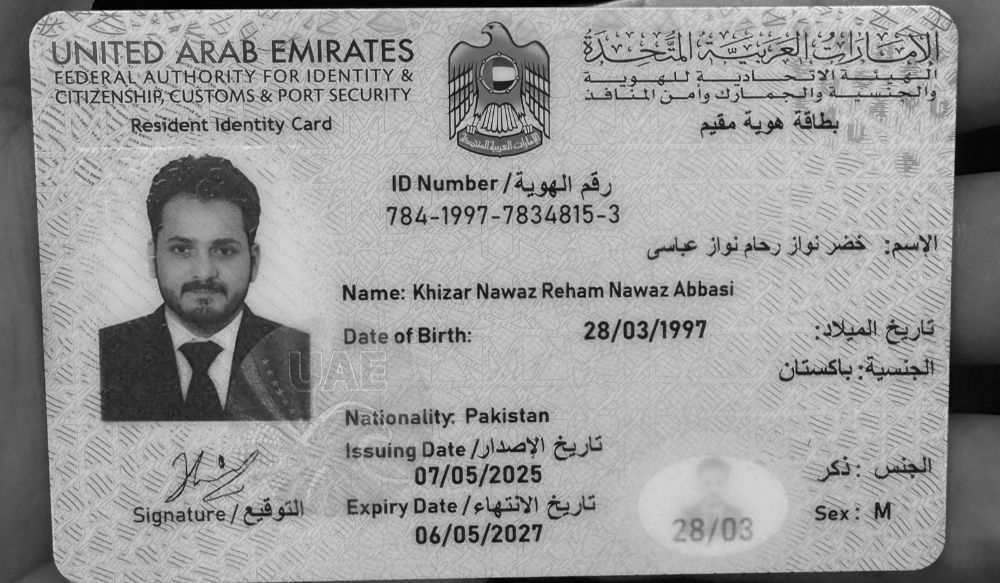 UNITED ARAB EMIRATES
الإمارات العربية المتحدة
FEDERAL AUTHORITY FOR IDENTITY &
CITIZENSHIP, CUSTOMS & PORT SECURITY
الهيئة الاتحادية للهوية
والجنسية والجمارك وأمن المنافذ
Resident Identity Card
بطاقة هوية مقيم
الإمارات العربية المتحدة
ID Number / رقم الهوية
784-1997-7834815-3
الإسم: خضر نواز رحام نواز عباسى
Name: Khizar Nawaz Reham Nawaz Abbasi
Date of Birth: 28/03/1997 تاريخ الميلاد:
الجنسية: باكستان
UAE
Nationality: Pakistan
Issuing Date / تاريخ الإصدار
07/05/2025
الجنس: ذكر
Expiry Date / تاريخ الانتهاء
06/05/2027
Sex: M
28/03
Signature / التوقيع